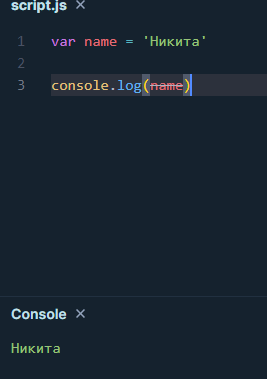 script.js ×
1 var name = 'Никита'
2
3 console.log(name)
Console ×
Никита